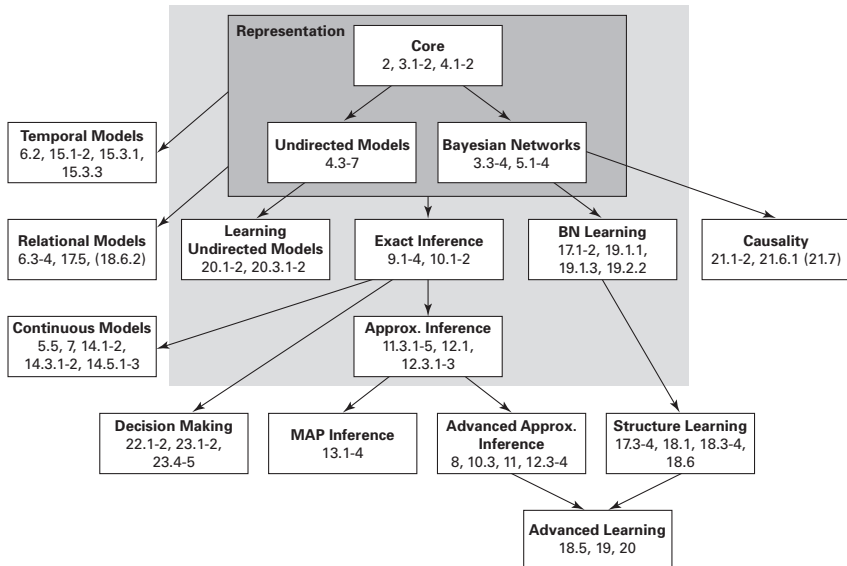 Representation
Core
2, 3.1-2, 4.1-2
Temporal Models
6.2, 15.1-2, 15.3.1,
15.3.3
Undirected Models
4.3-7
Bayesian Networks
3.3-4, 5.1-4
Relational Models
6.3-4, 17.5, (18.6.2)
Learning
Undirected Models
20.1-2, 20.3.1-2
Exact Inference
9.1-4, 10.1-2
BN Learning
17.1-2, 19.1.1,
19.1.3, 19.2.2
Causality
21.1-2, 21.6.1 (21.7)
Continuous Models
5.5, 7, 14.1-2,
14.3.1-2, 14.5.1-3
Approx. Inference
11.3.1-5, 12.1,
12.3.1-3
Decision Making
22.1-2, 23.1-2,
23.4-5
MAP Inference
13.1-4
Advanced Approx.
Inference
8, 10.3, 11, 12.3-4
Structure Learning
17.3-4, 18.1, 18.3-4,
18.6
Advanced Learning
18.5, 19, 20